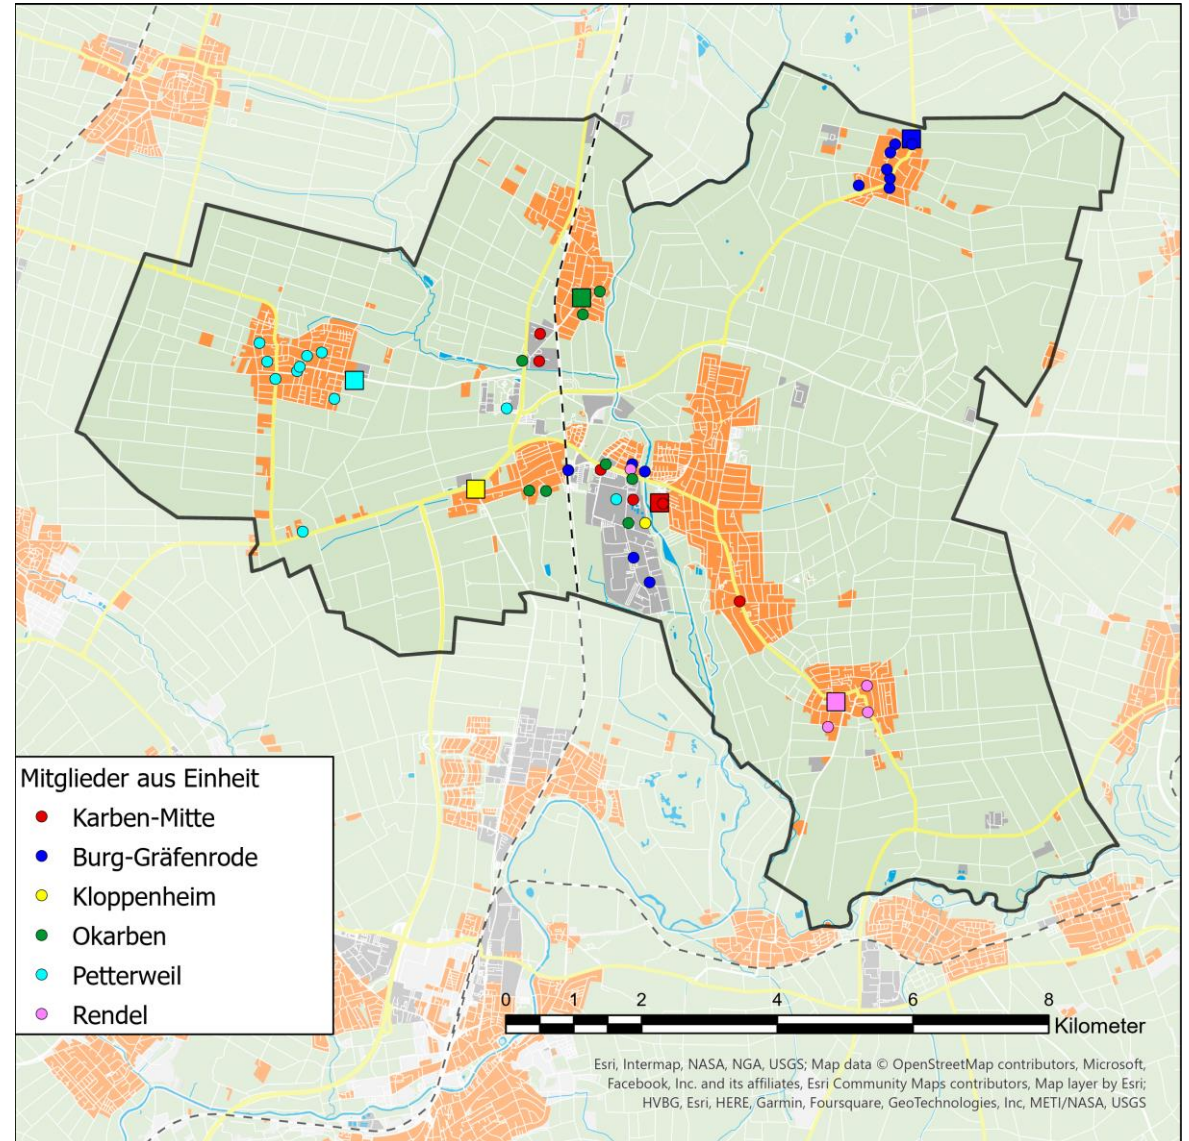 Mitglieder aus Einheit
Karben-Mitte
Burg-Gräfenrode
Kloppenheim
Okarben
Petterweil
Rendel
0 1 2 4 6 8
Kilometer
Esri, Intermap, NASA, NGA, USGS; Map data © OpenStreetMap contributors, Microsoft,
Facebook, Inc. and its affiliates, Esri Community Maps contributors, Map layer by Esri;
HVBG, Esri, HERE, Garmin, Foursquare, GeoTechnologies, Inc, METI/NASA, USGS